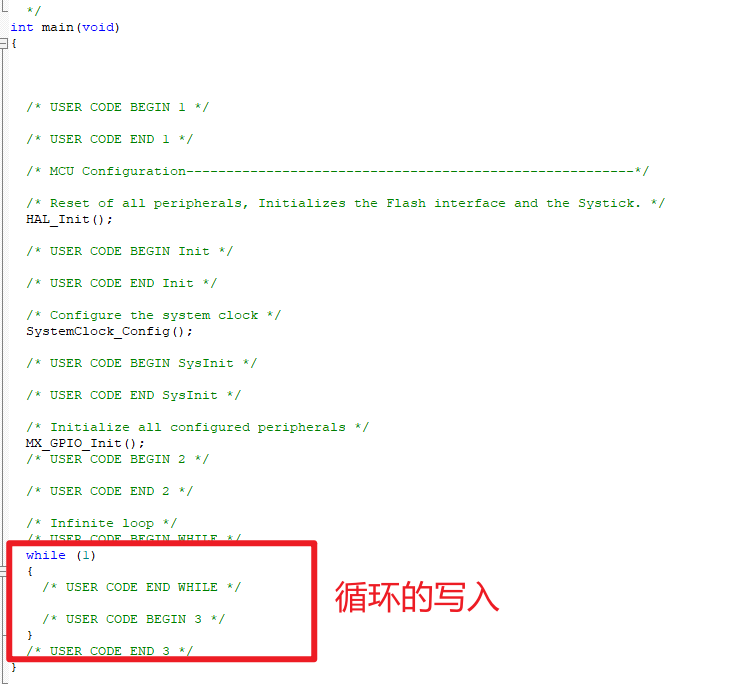 */
int main(void)
{
/* USER CODE BEGIN 1 */
/* USER CODE END 1 */
/* MCU Configuration--------------------------------------------------------*/
/* Reset of all peripherals, Initializes the Flash interface and the Systick. */
HAL_Init();
/* USER CODE BEGIN Init */
/* USER CODE END Init */
/* Configure the system clock */
SystemClock_Config();
/* USER CODE BEGIN SysInit */
/* USER CODE END SysInit */
/* Initialize all configured peripherals */
MX_GPIO_Init();
/* USER CODE BEGIN 2 */
/* USER CODE END 2 */
/* Infinite loop */
/* USER CODE BEGIN WHILE */
while (1)
{
/* USER CODE END WHILE */
循环的写入
/* USER CODE BEGIN 3 */
}
/* USER CODE END 3 */
}